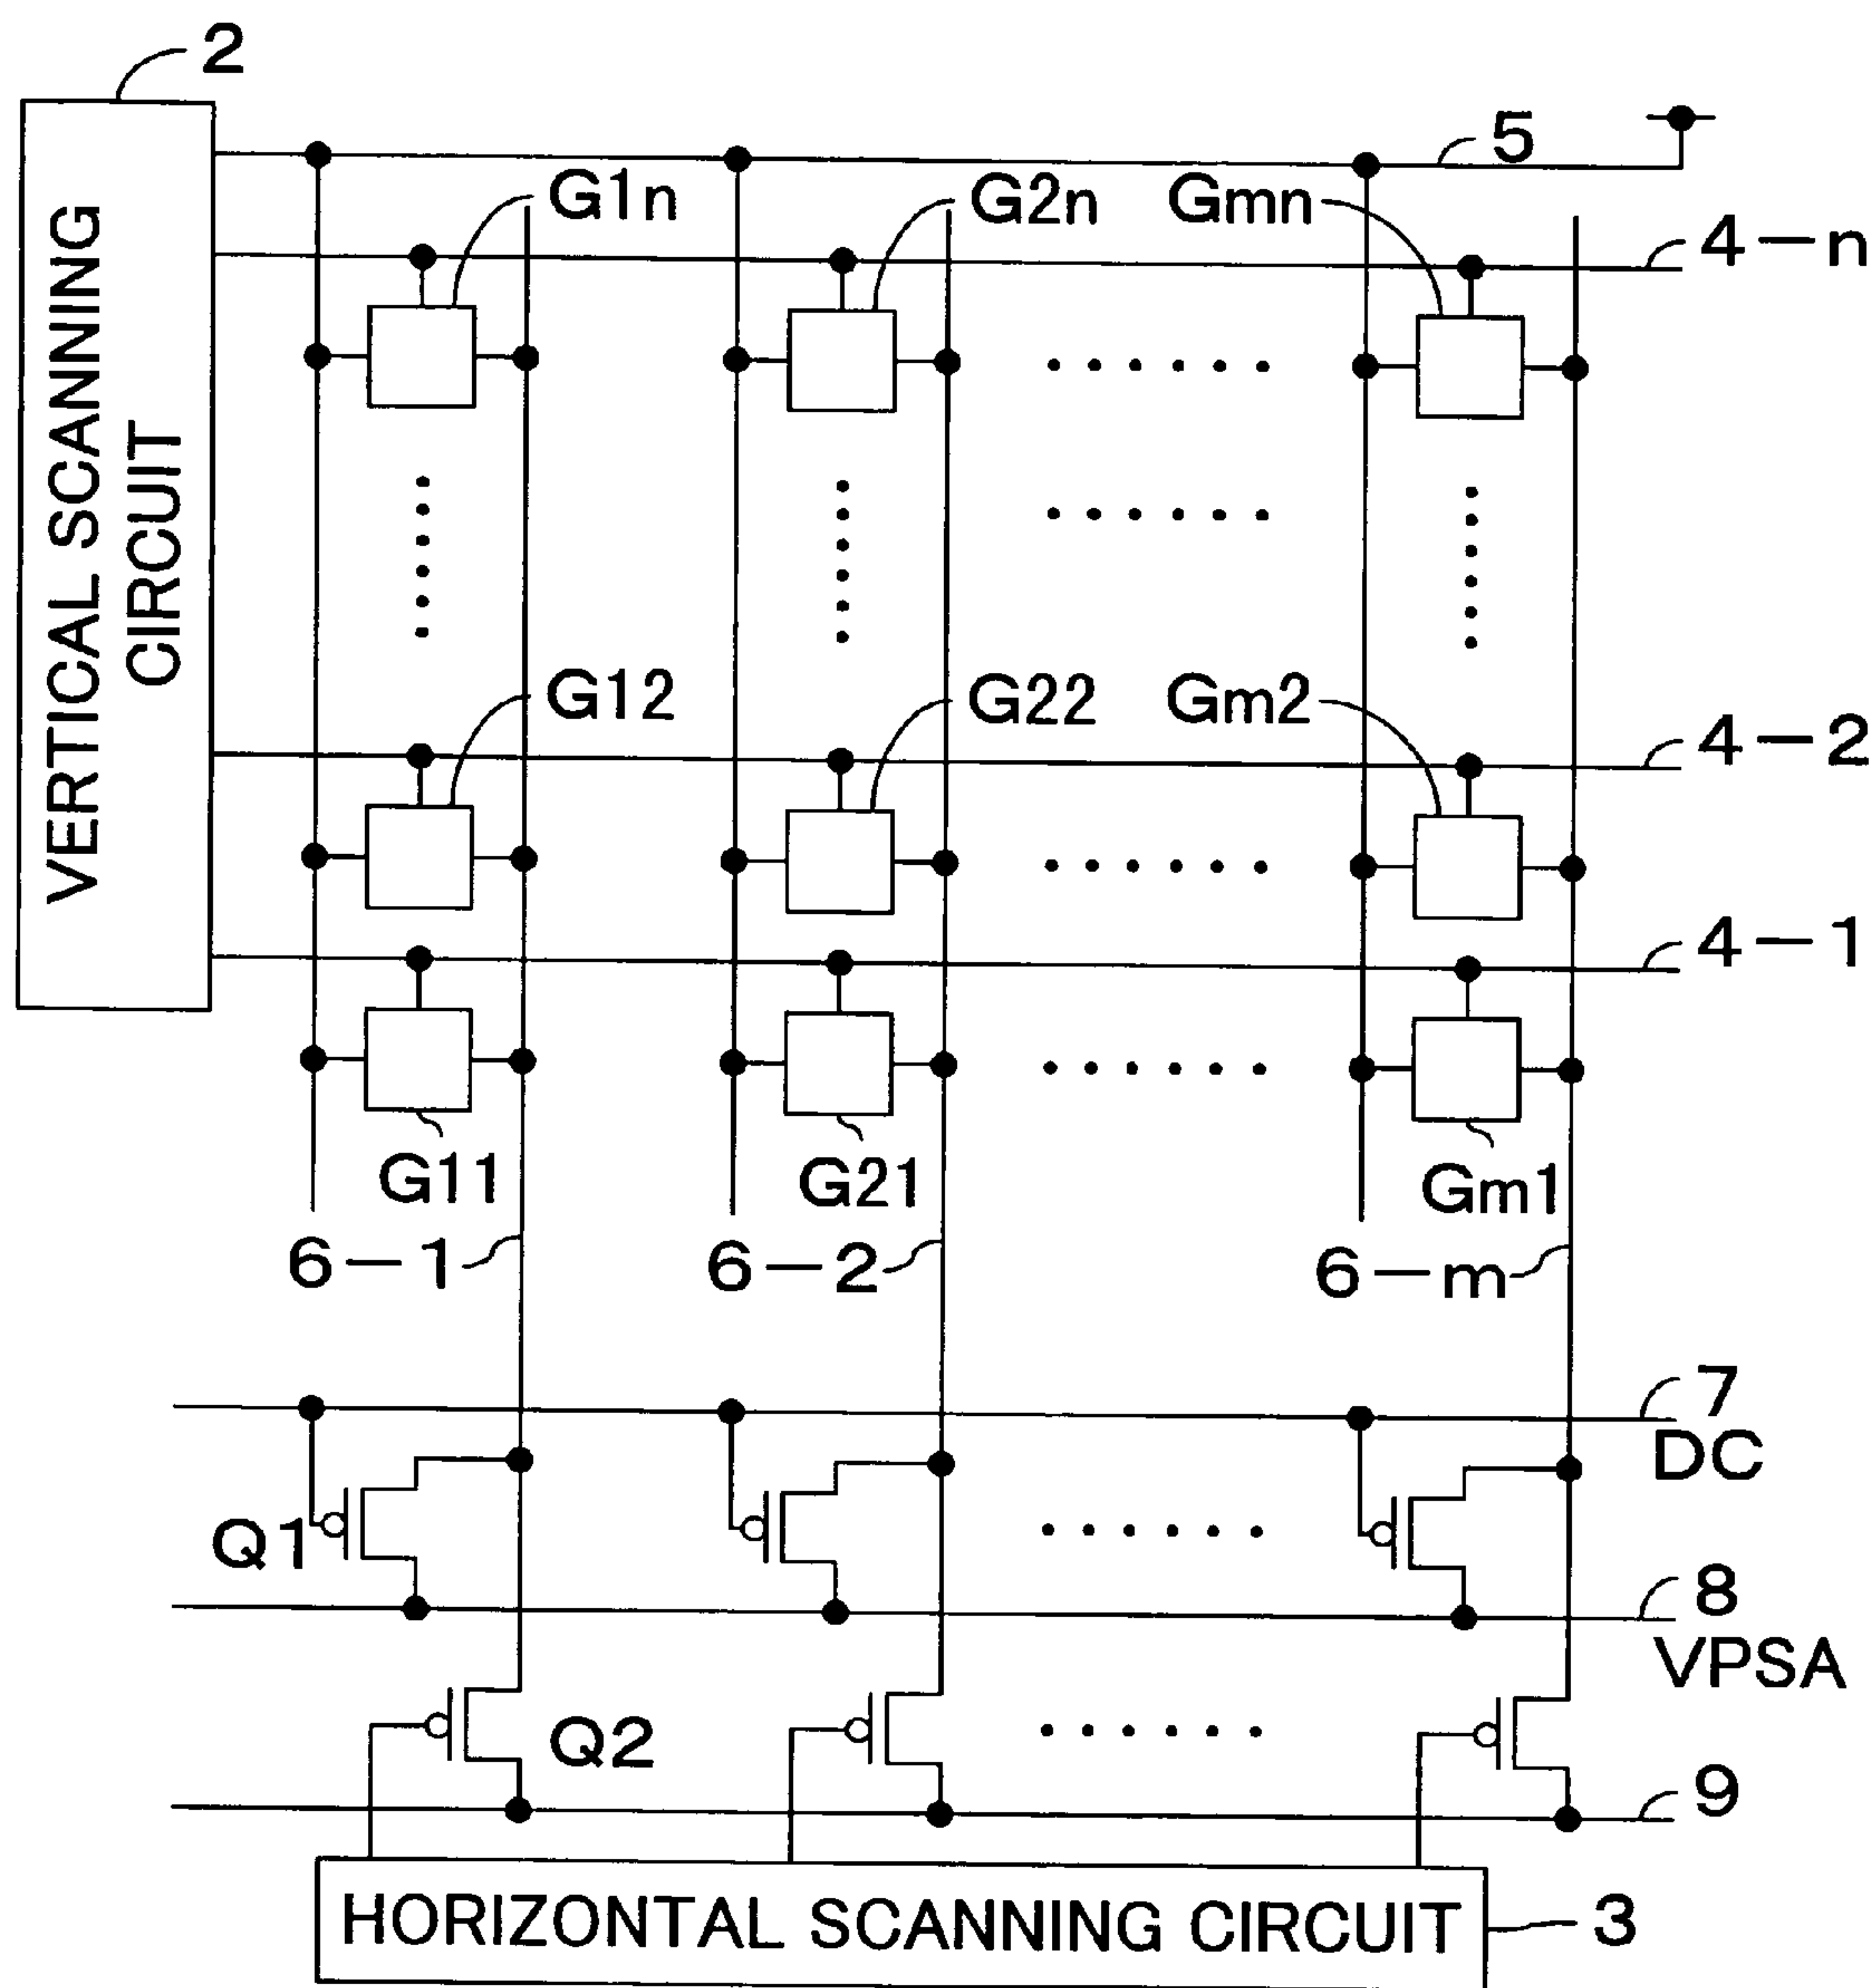 2
VERTICAL SCANNING
CIRCUIT
5
G1n
G2n
Gmn
4-n
G12
G22
Gm2
4-2
4-1
G11
G21
Gm1
6-1
6-2
6-m
7
DC
Q1
8
VPSA
Q2
9
HORIZONTAL SCANNING CIRCUIT
3